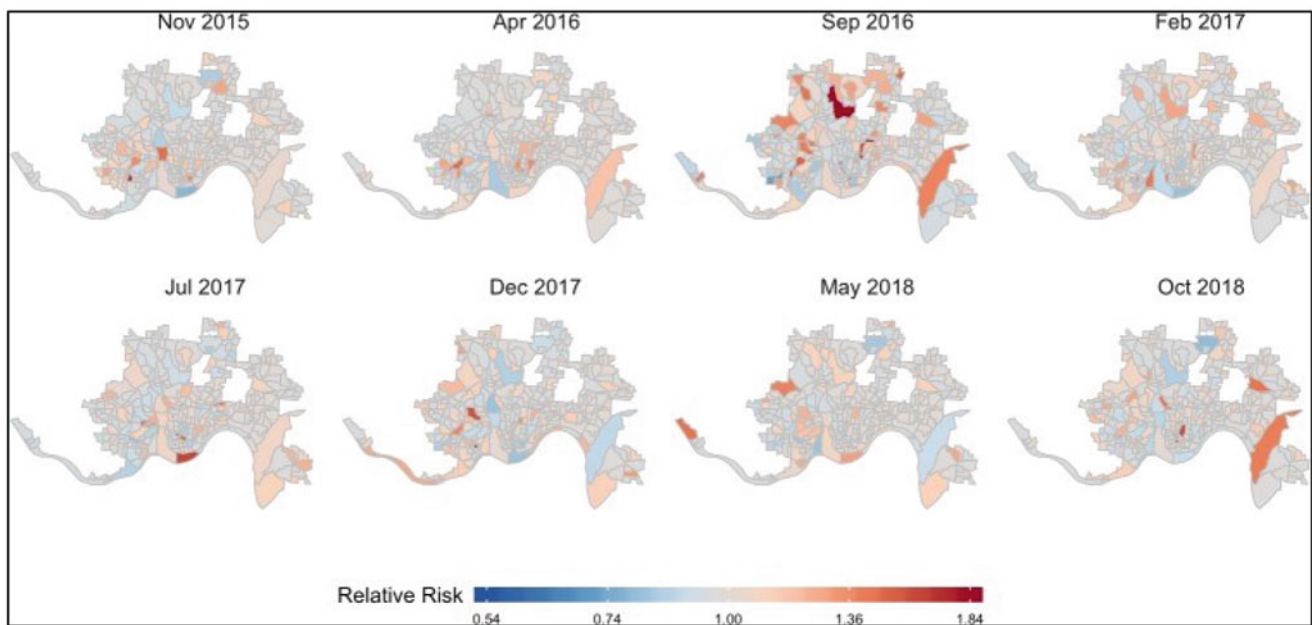 Nov 2015 Apr 2016 Sep 2016 Feb 2017
Jul 2017 Dec 2017 May 2018 Oct 2018
Relative Risk
0.54 0.74 1.00 1.36 1.84